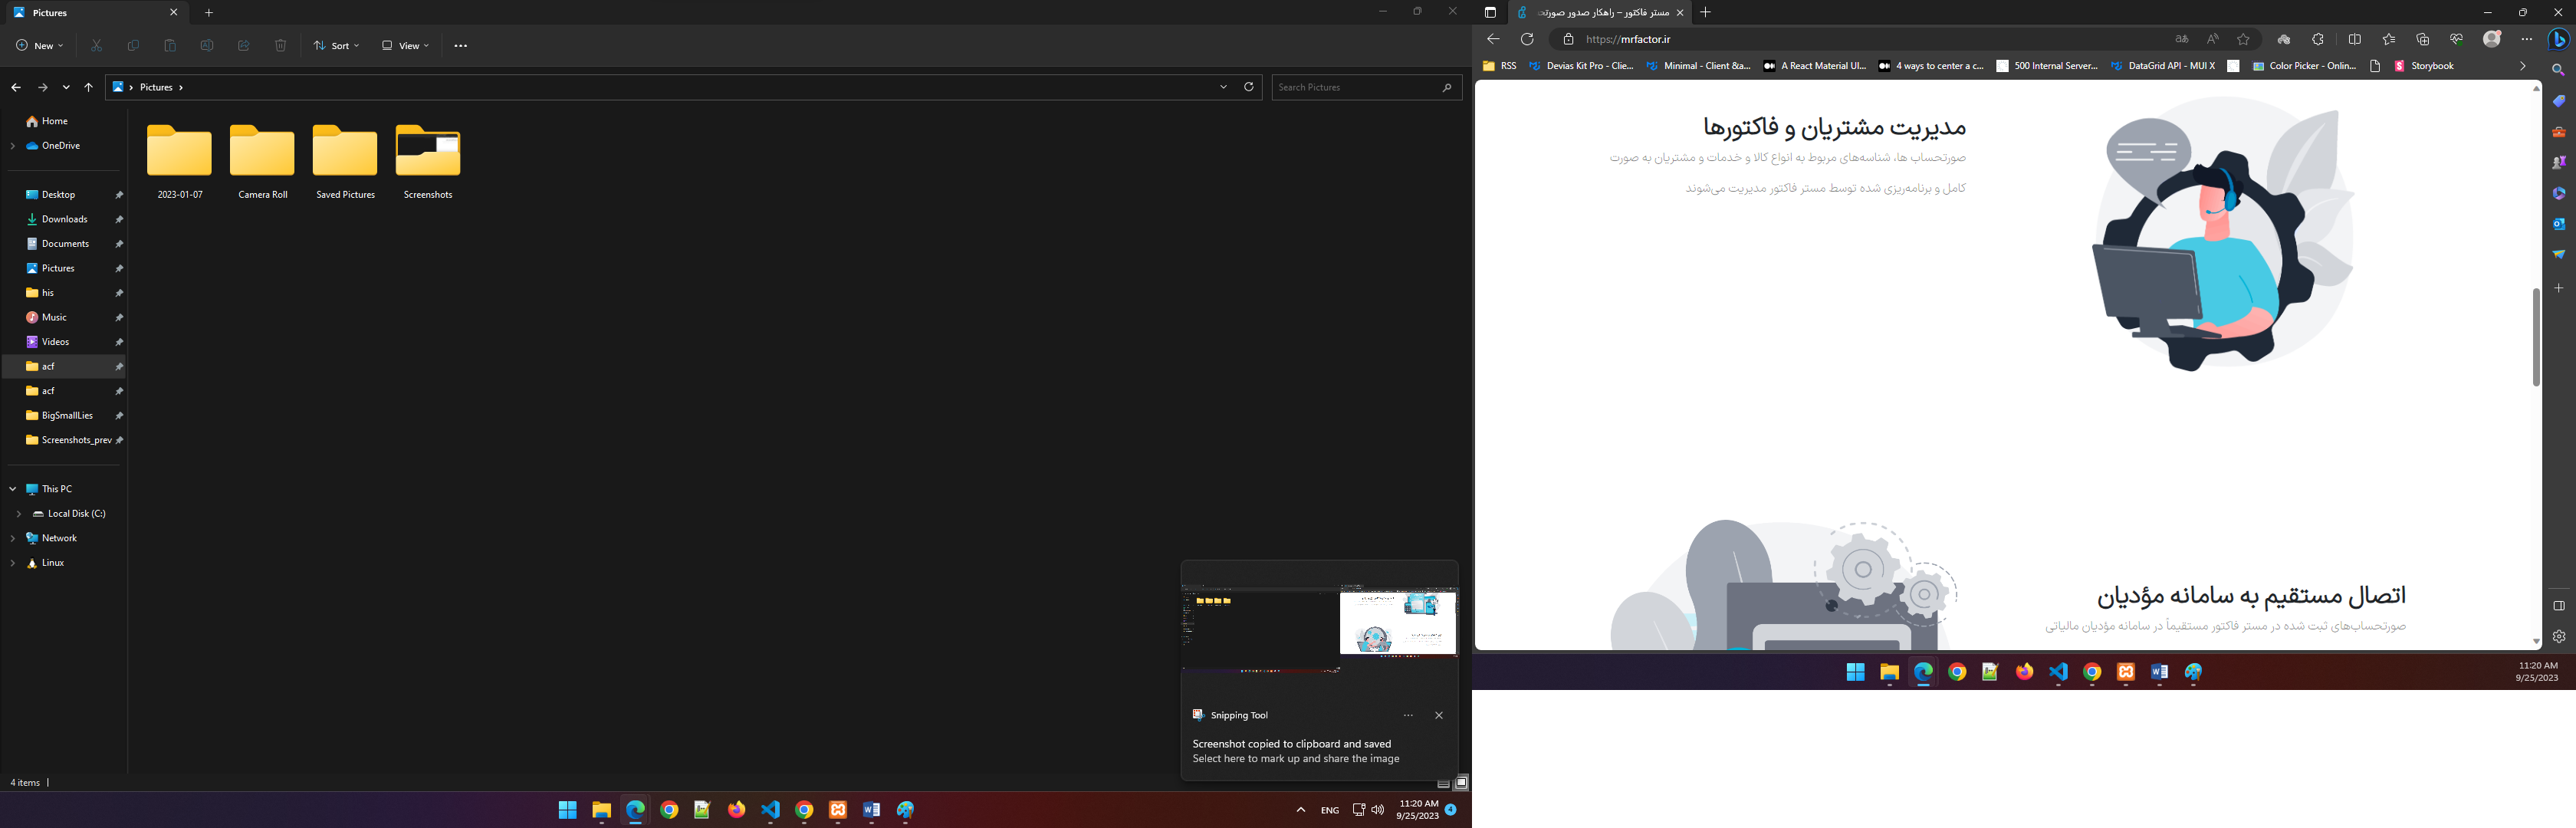 Pictures
New
Sort
View
Pictures
Search Pictures
Home
OneDrive
Desktop
Downloads
Documents
Pictures
his
Music
Videos
acf
acf
BigSmallLies
Screenshots_prev
This PC
Local Disk (C:)
Network
Linux
2023-01-07
Camera Roll
Saved Pictures
Screenshots
Snipping Tool
Screenshot copied to clipboard and saved
Select here to mark up and share the image
4 items
ENG
11:20 AM
9/25/2023
4
مستر فاکتور – راهکار صدور صورتح
https://mrfactor.ir
RSS
Devias Kit Pro - Clie...
Minimal - Client &a...
A React Material UI...
4 ways to center a c...
500 Internal Server...
DataGrid API - MUI X
Color Picker - Onlin...
Storybook
مدیریت مشتریان و فاکتورها
صورتحساب ها، شناسه‌های مربوط به انواع کالا و خدمات و مشتریان به صورت
کامل و برنامه‌ریزی شده توسط مستر فاکتور مدیریت می‌شوند
اتصال مستقیم به سامانه مؤدیان
صورتحساب‌های ثبت شده در مستر فاکتور مستقیماً در سامانه مؤدیان مالیاتی
11:20 AM
9/25/2023